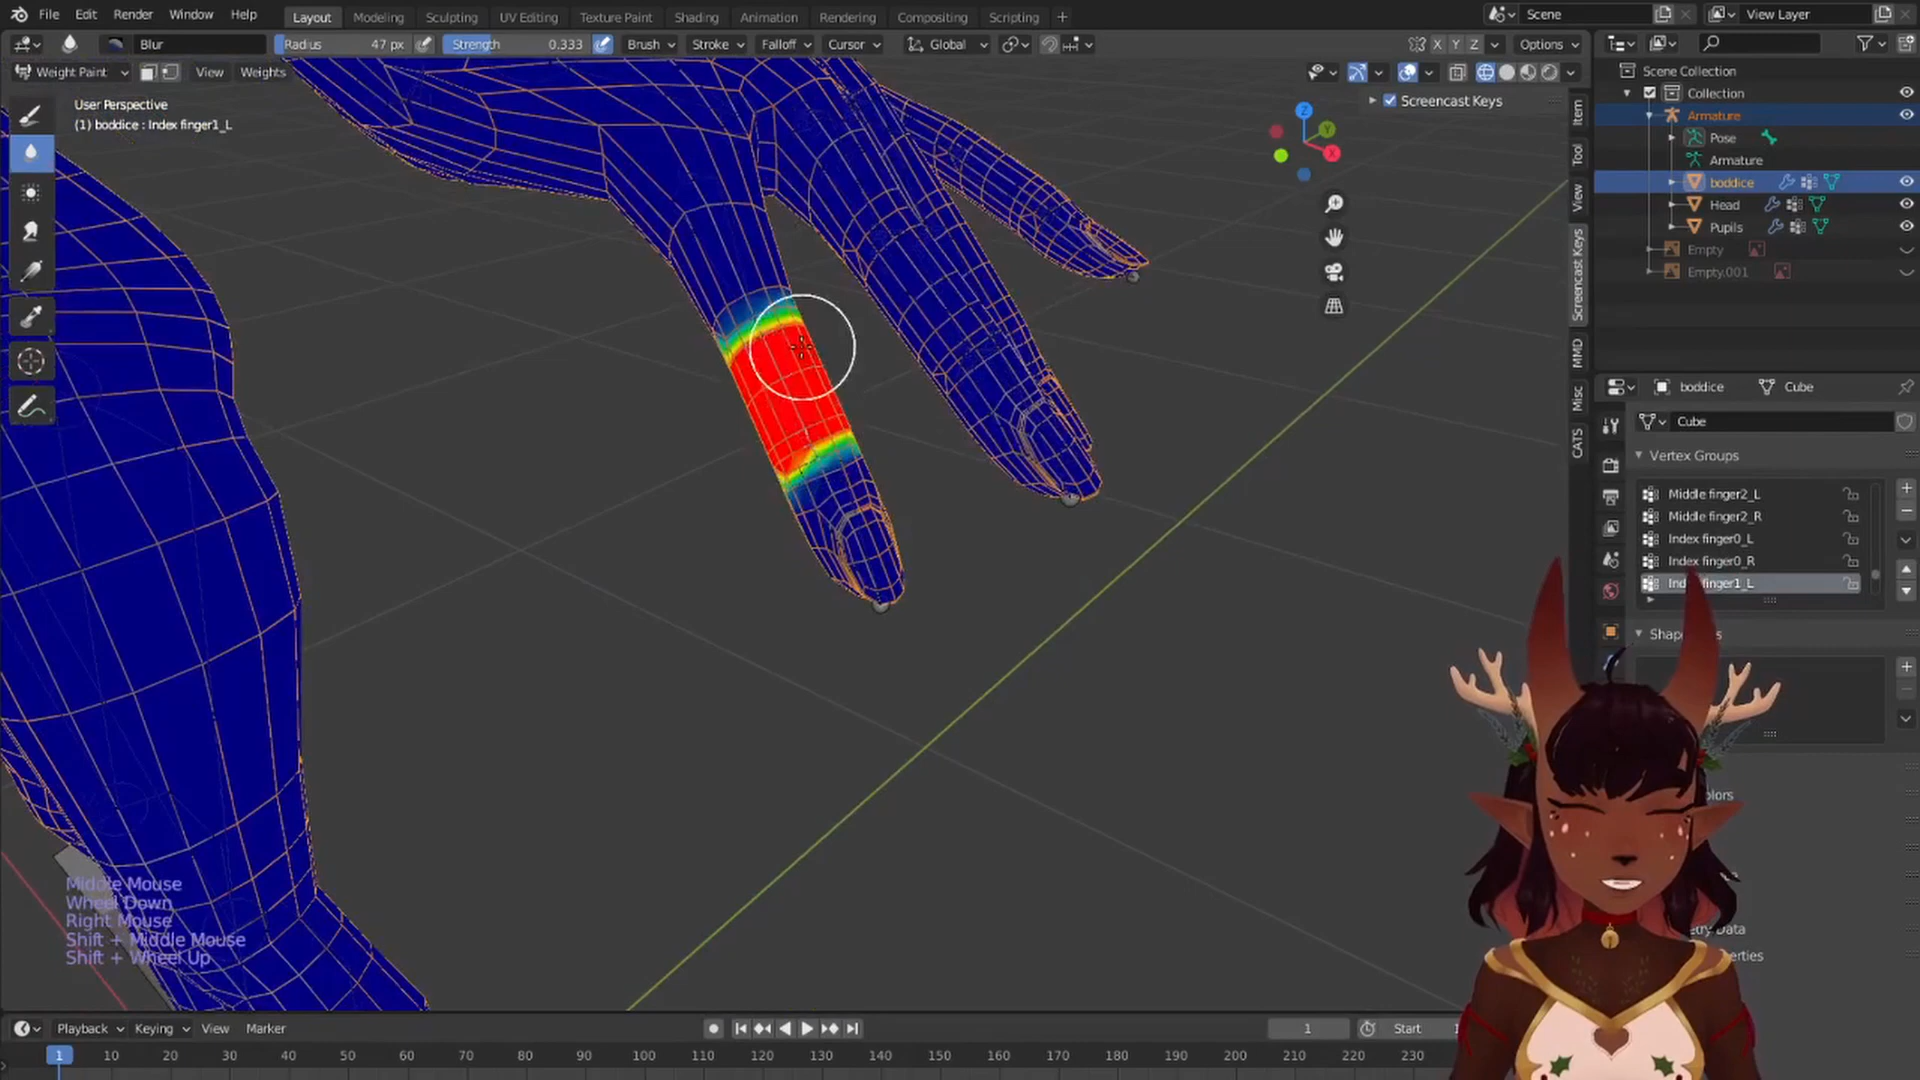 File Edit Render Window Help Layout Modeling Sculpting UV Editing Texture Paint Shading Animation Rendering Compositing Scripting + Scene View Layer
Blur Radius 47 px Strength 0.333 Brush Stroke Falloff Cursor Global X Y Z Options
Weight Paint View Weights
User Perspective
(1) boddice : Index finger1_L
Screencast Keys
Z
Y
X
Item
Tool
View
Screencast Keys
MMD
Misc
CATS
Scene Collection
Collection
Armature
Pose
Armature
boddice
Head
Pupils
Empty
Empty.001
boddice Cube
Cube
Vertex Groups
Middle finger2_L
Middle finger2_R
Index finger0_L
Index finger0_R
finger1_L
Middle Mouse
Wheel Down
Right Mouse
Shift + Middle Mouse
Shift + Wheel Up
Playback Keying View Marker 1 Start
1 10 20 30 40 50 60 70 80 90 100 110 120 130 140 150 160 170 180 190 200 210 220 230